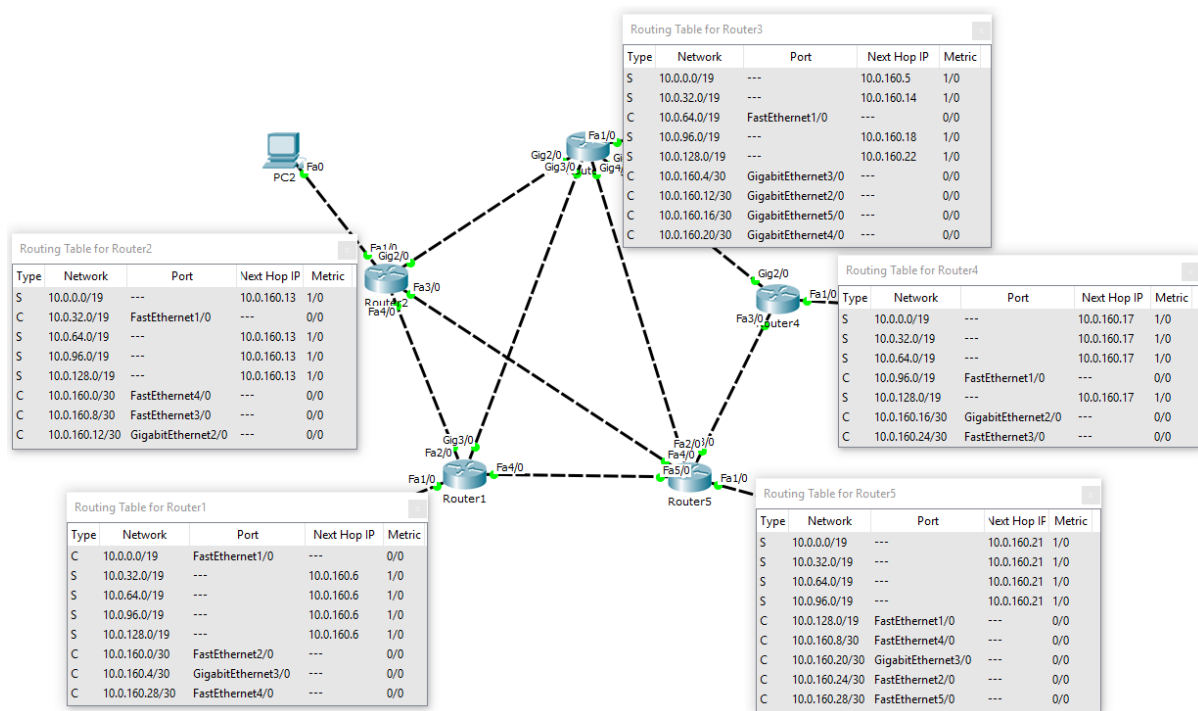 Routing Table for Router3
Type Network Port Next Hop IP Metric
S 10.0.0.0/19 --- 10.0.160.5 1/0
S 10.0.32.0/19 --- 10.0.160.14 1/0
C 10.0.64.0/19 FastEthernet1/0 --- 0/0
S 10.0.96.0/19 --- 10.0.160.18 1/0
S 10.0.128.0/19 --- 10.0.160.22 1/0
C 10.0.160.4/30 GigabitEthernet3/0 --- 0/0
C 10.0.160.12/30 GigabitEthernet2/0 --- 0/0
C 10.0.160.16/30 GigabitEthernet5/0 --- 0/0
C 10.0.160.20/30 GigabitEthernet4/0 --- 0/0
Fa1/0
Gig2/0
Gig3/0
Gig4/
Fa0
PC2
Routing Table for Router2
Type Network Port Next Hop IP Metric
S 10.0.0.0/19 --- 10.0.160.13 1/0
C 10.0.32.0/19 FastEthernet1/0 --- 0/0
S 10.0.64.0/19 --- 10.0.160.13 1/0
S 10.0.96.0/19 --- 10.0.160.13 1/0
S 10.0.128.0/19 --- 10.0.160.13 1/0
C 10.0.160.0/30 FastEthernet4/0 --- 0/0
C 10.0.160.8/30 FastEthernet3/0 --- 0/0
C 10.0.160.12/30 GigabitEthernet2/0 --- 0/0
Fa1/0
Gig2/0
Fa3/0
Router2
Fa4/0
Gig2/0
Fa1/0
Fa3/0
Router4
Routing Table for Router4
Type Network Port Next Hop IP Metric
S 10.0.0.0/19 --- 10.0.160.17 1/0
S 10.0.32.0/19 --- 10.0.160.17 1/0
S 10.0.64.0/19 --- 10.0.160.17 1/0
C 10.0.96.0/19 FastEthernet1/0 --- 0/0
S 10.0.128.0/19 --- 10.0.160.17 1/0
C 10.0.160.16/30 GigabitEthernet2/0 --- 0/0
C 10.0.160.24/30 FastEthernet3/0 --- 0/0
Gig3/0
Fa2/0
Fa4/0
Fa1/0
Router1
Fa2/0
3/0
Fa4/0
Fa5/0
Fa1/0
Router5
Routing Table for Router1
Type Network Port Next Hop IP Metric
C 10.0.0.0/19 FastEthernet1/0 --- 0/0
S 10.0.32.0/19 --- 10.0.160.6 1/0
S 10.0.64.0/19 --- 10.0.160.6 1/0
S 10.0.96.0/19 --- 10.0.160.6 1/0
S 10.0.128.0/19 --- 10.0.160.6 1/0
C 10.0.160.0/30 FastEthernet2/0 --- 0/0
C 10.0.160.4/30 GigabitEthernet3/0 --- 0/0
C 10.0.160.28/30 FastEthernet4/0 --- 0/0
Routing Table for Router5
Type Network Port Next Hop IP Metric
S 10.0.0.0/19 --- 10.0.160.21 1/0
S 10.0.32.0/19 --- 10.0.160.21 1/0
S 10.0.64.0/19 --- 10.0.160.21 1/0
S 10.0.96.0/19 --- 10.0.160.21 1/0
C 10.0.128.0/19 FastEthernet1/0 --- 0/0
C 10.0.160.8/30 FastEthernet4/0 --- 0/0
C 10.0.160.20/30 GigabitEthernet3/0 --- 0/0
C 10.0.160.24/30 FastEthernet2/0 --- 0/0
C 10.0.160.28/30 FastEthernet5/0 --- 0/0